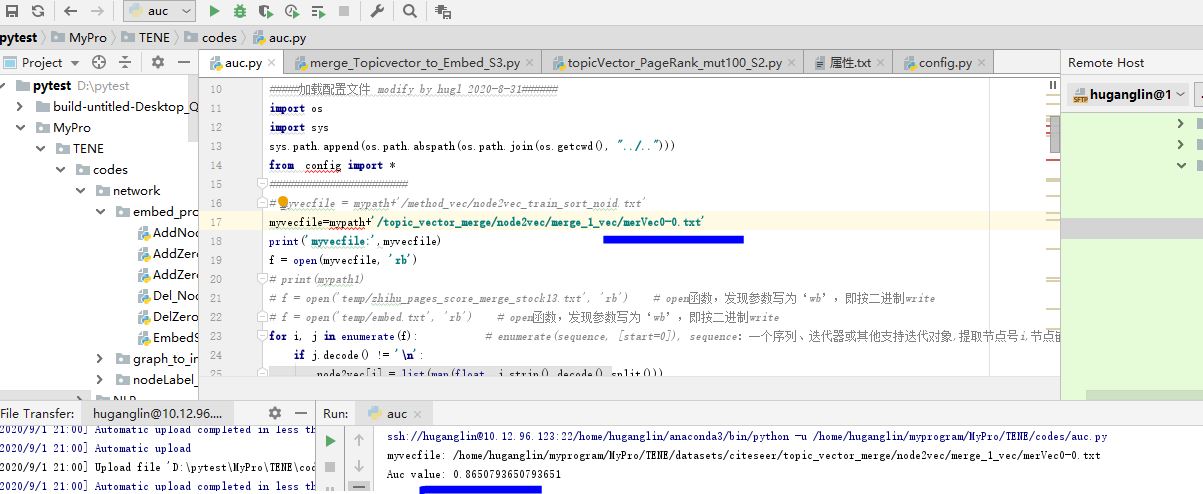 auc
pytest MyPro TENE codes auc.py
Project
auc.py merge_Topicvector_to_Embed_S3.py topicVector_PageRank_mut100_S2.py 属性.txt config.py
Remote Host
huganglin@1
pytest D:\pytest
build-untitled-Desktop_Q
MyPro
TENE
codes
network
embed_pro
AddNod
AddZero
AddZero
Del_Nod
DelZero
EmbedS
graph_to_in
nodeLabel_
NLP
10 #####加载配置文件 modify by hugl 2020-8-31######
11 import os
12 import sys
13 sys.path.append(os.path.abspath(os.path.join(os.getcwd(), "../..")))
14 from config import *
15 ########################
16 # myvecfile = mypath+'/method_vec/node2vec_train_sort_noid.txt'
17 myvecfile=mypath+'/topic_vector_merge/node2vec/merge_1_vec/merVec0-0.txt'
18 print('myvecfile:',myvecfile)
19 f = open(myvecfile, 'rb')
20 # print(mypath1)
21 # f = open('temp/zhihu_pages_score_merge_stock13.txt', 'rb') # open函数，发现参数写为‘wb’，即按二进制write
22 # f = open('temp/embed.txt', 'rb') # open函数，发现参数写为‘wb’，即按二进制write
23 for i, j in enumerate(f): # enumerate(sequence, [start=0]), sequence: 一个序列、迭代器或其他支持迭代对象,提取节点号i,节点
24 if j.decode() != '\n':
25 node2vec[i] = list(map(float, j.strip().decode().split()))
File Transfer: huganglin@10.12.96....
2020/9/1 21:00] Automatic upload completed in less th
2020/9/1 21:00] Automatic upload
2020/9/1 21:00] Upload file 'D:\pytest\MyPro\TENE\cod
2020/9/1 21:00] Automatic upload completed in less th
Run: auc
ssh://huganglin@10.12.96.123:22/home/huganglin/anaconda3/bin/python -u /home/huganglin/myprogram/MyPro/TENE/codes/auc.py
myvecfile: /home/huganglin/myprogram/MyPro/TENE/datasets/citeseer/topic_vector_merge/node2vec/merge_1_vec/merVec0-0.txt
Auc value: 0.8650793650793651